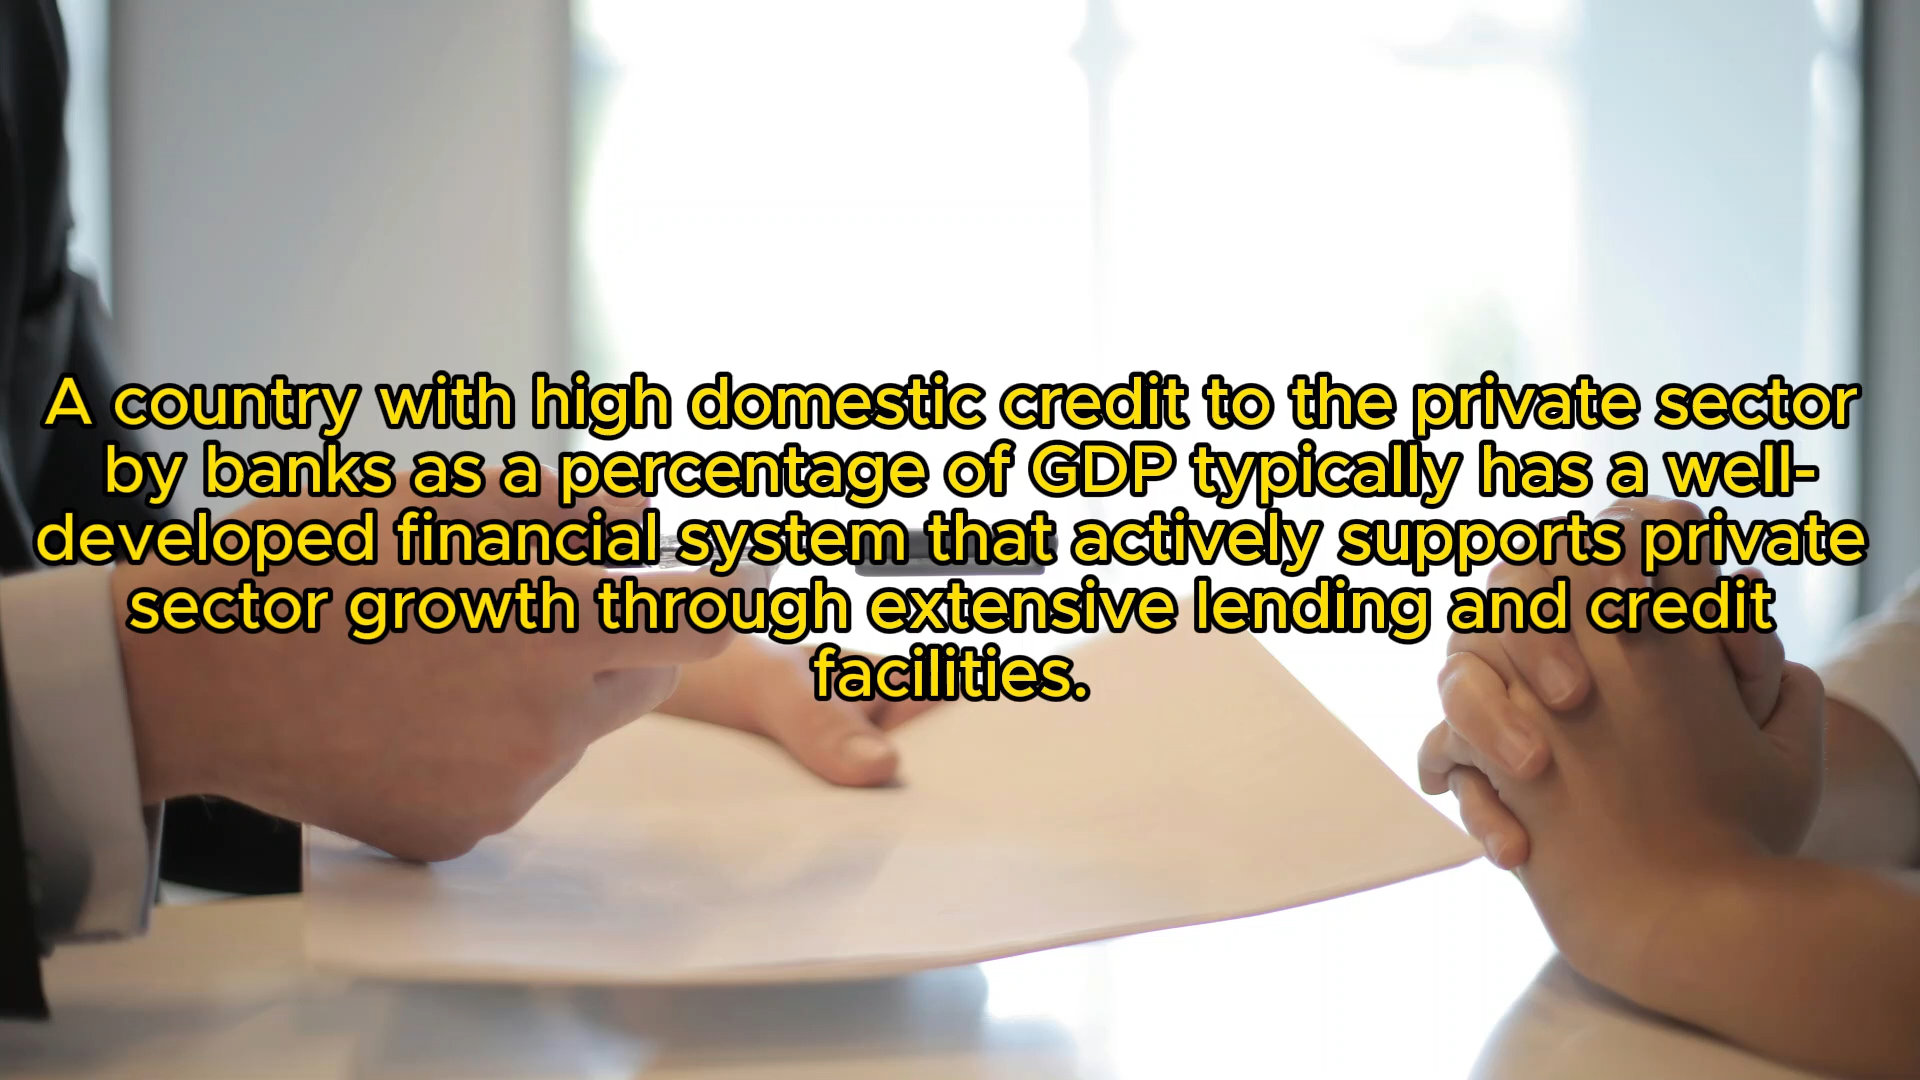 A country with high domestic credit to the private sector
by banks as a percentage of GDP typically has a well-
developed financial system that actively supports private
sector growth through extensive lending and credit
facilities.